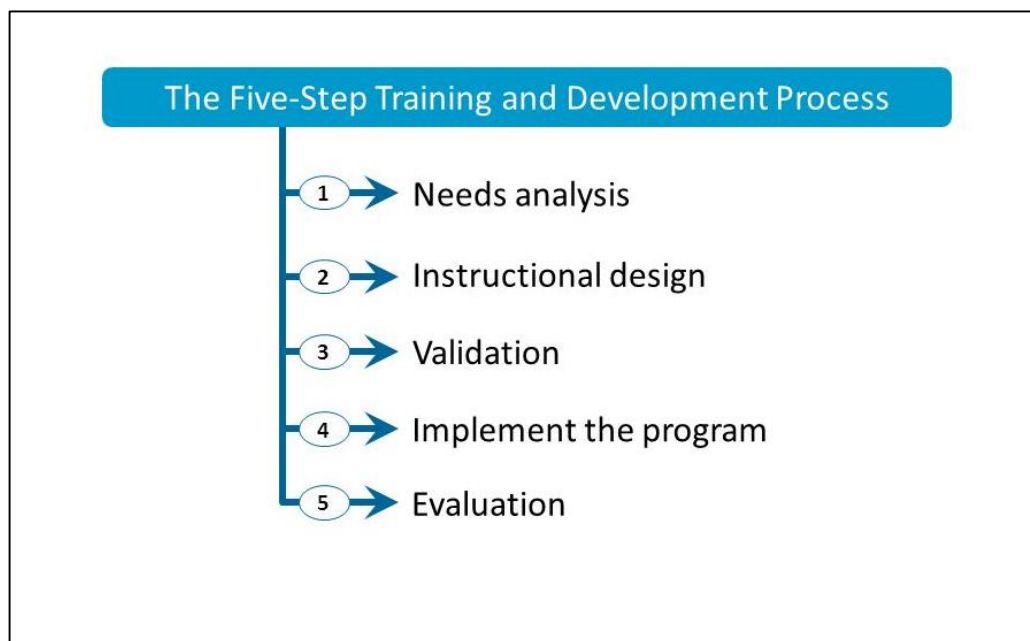 The Five-Step Training and Development Process
1 Needs analysis
2 Instructional design
3 Validation
4 Implement the program
5 Evaluation